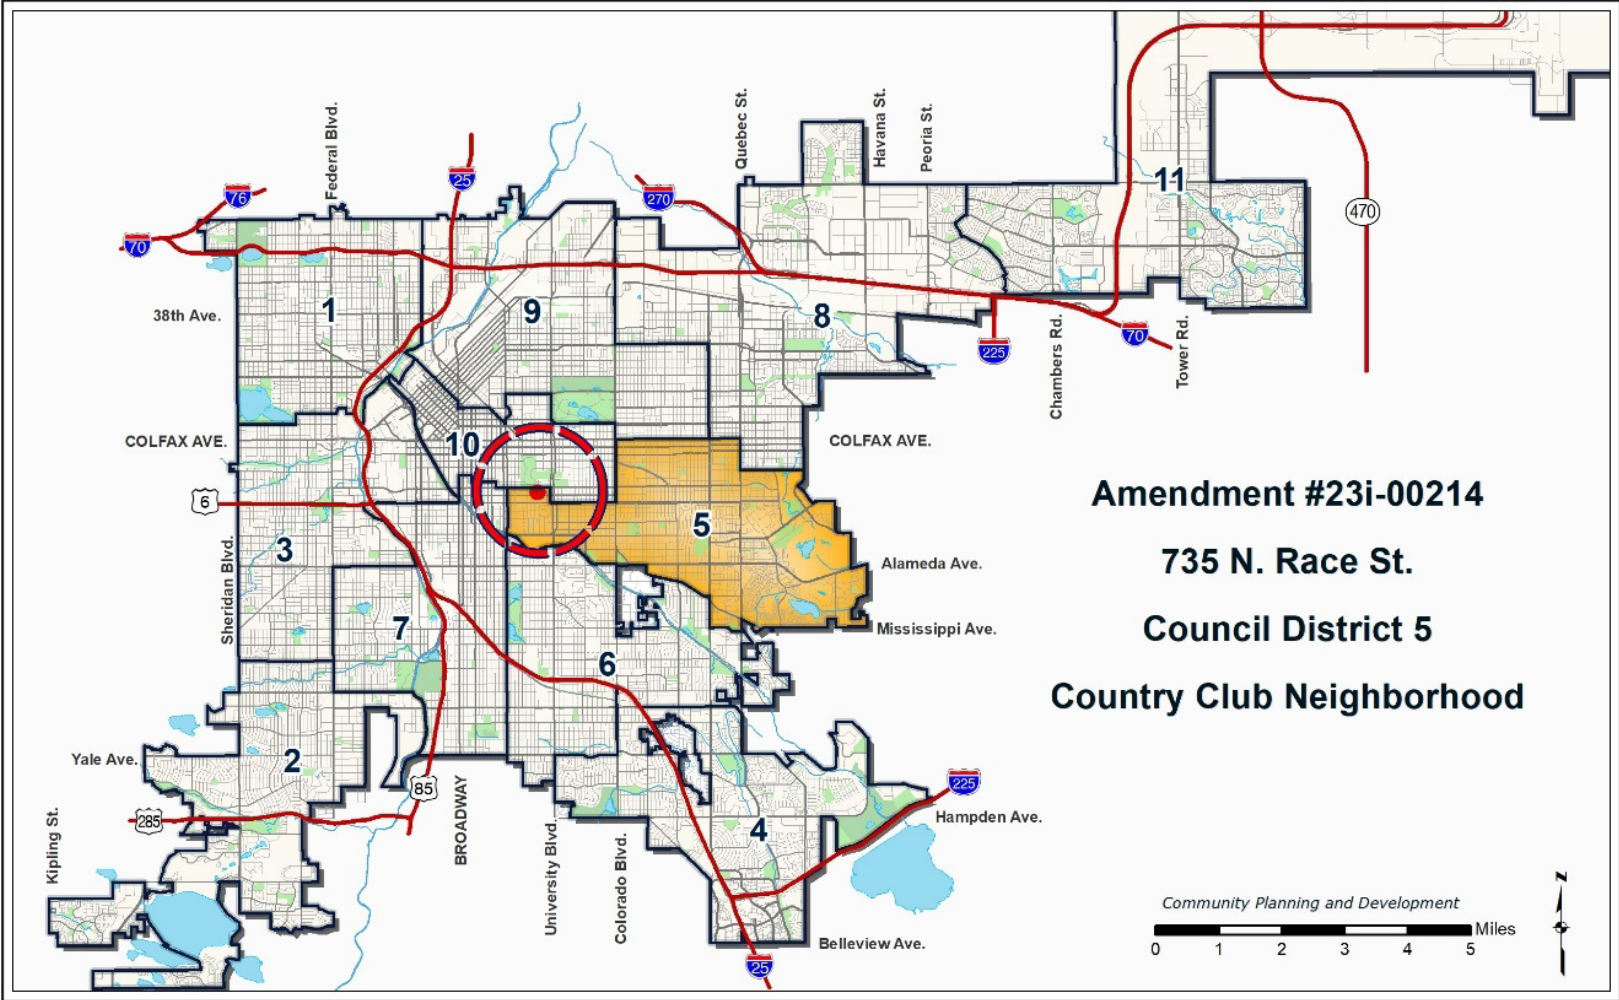 Federal Blvd.
Quebec St.
Havana St.
Peoria St.
76
25
270
11
470
70
38th Ave.
1
9
8
225
70
Chambers Rd.
Tower Rd.
COLFAX AVE.
10
COLFAX AVE.
6
5
3
Sheridan Blvd.
Alameda Ave.
Mississippi Ave.
7
6
Amendment #23i-00214
735 N. Race St.
Council District 5
Country Club Neighborhood
Yale Ave.
2
85
285
BROADWAY
225
Hampden Ave.
4
Kipling St.
University Blvd.
Colorado Blvd.
Belleview Ave.
25
Community Planning and Development
Miles
0 1 2 3 4 5
N